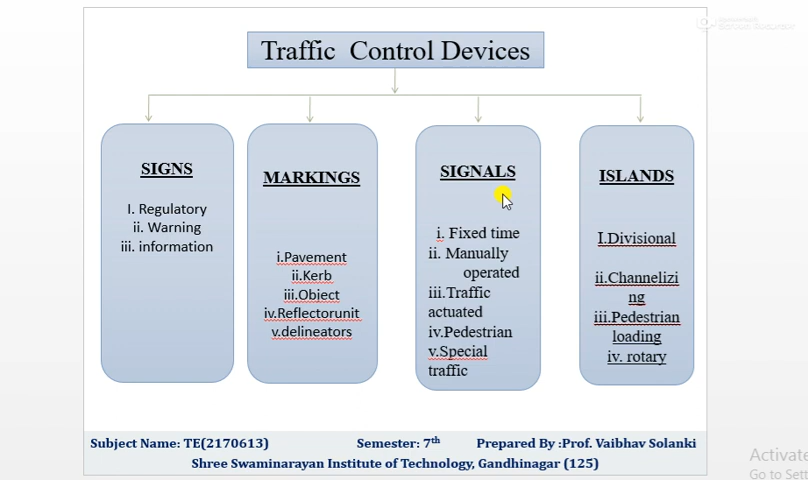 Traffic Control Devices
SIGNS
I. Regulatory
ii. Warning
iii. information
MARKINGS
i.Pavement
ii.Kerb
iii.Object
iv.Reflectorunit
v.delineators
SIGNALS
i. Fixed time
ii. Manually
operated
iii.Traffic
actuated
iv.Pedestrian
v.Special
traffic
ISLANDS
I.Divisional
ii.Channelizi
ng
iii.Pedestrian
loading
iv. rotary
Subject Name: TE(2170613) Semester: 7th Prepared By :Prof. Vaibhav Solanki
Shree Swaminarayan Institute of Technology, Gandhinagar (125)
Activate
Go to Sett